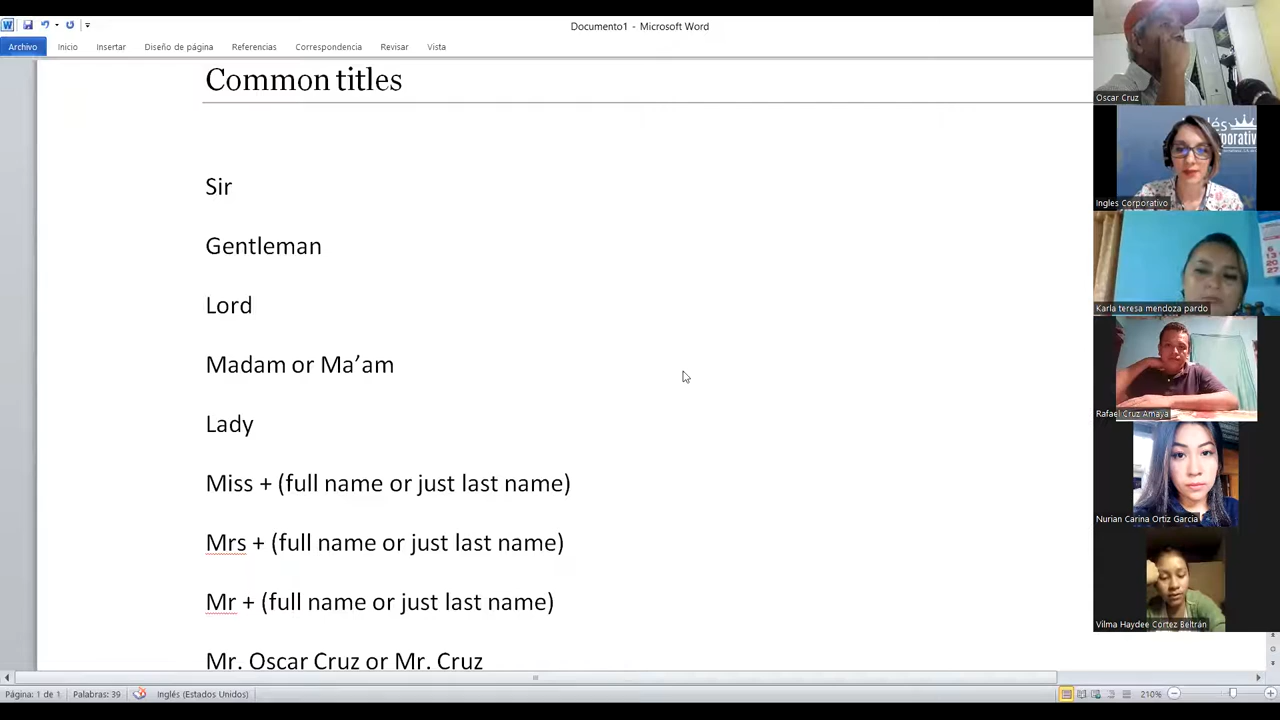 Documento1 - Microsoft Word
Archivo
Inicio
Insertar
Diseño de página
Referencias
Correspondencia
Revisar
Vista
Common titles
Sir
Gentleman
Lord
Madam or Ma’am
Lady
Miss + (full name or just last name)
Mrs + (full name or just last name)
Mr + (full name or just last name)
Mr. Oscar Cruz or Mr. Cruz
Página: 1 de 1
Palabras: 39
Inglés (Estados Unidos)
210%
Oscar Cruz
Ingles Corporativo
Karla teresa mendoza pardo
6
13
20
27
Rafael Cruz Amaya
Nurian Carina Ortiz Garcia
Vilma Haydee Cortez Beltrán